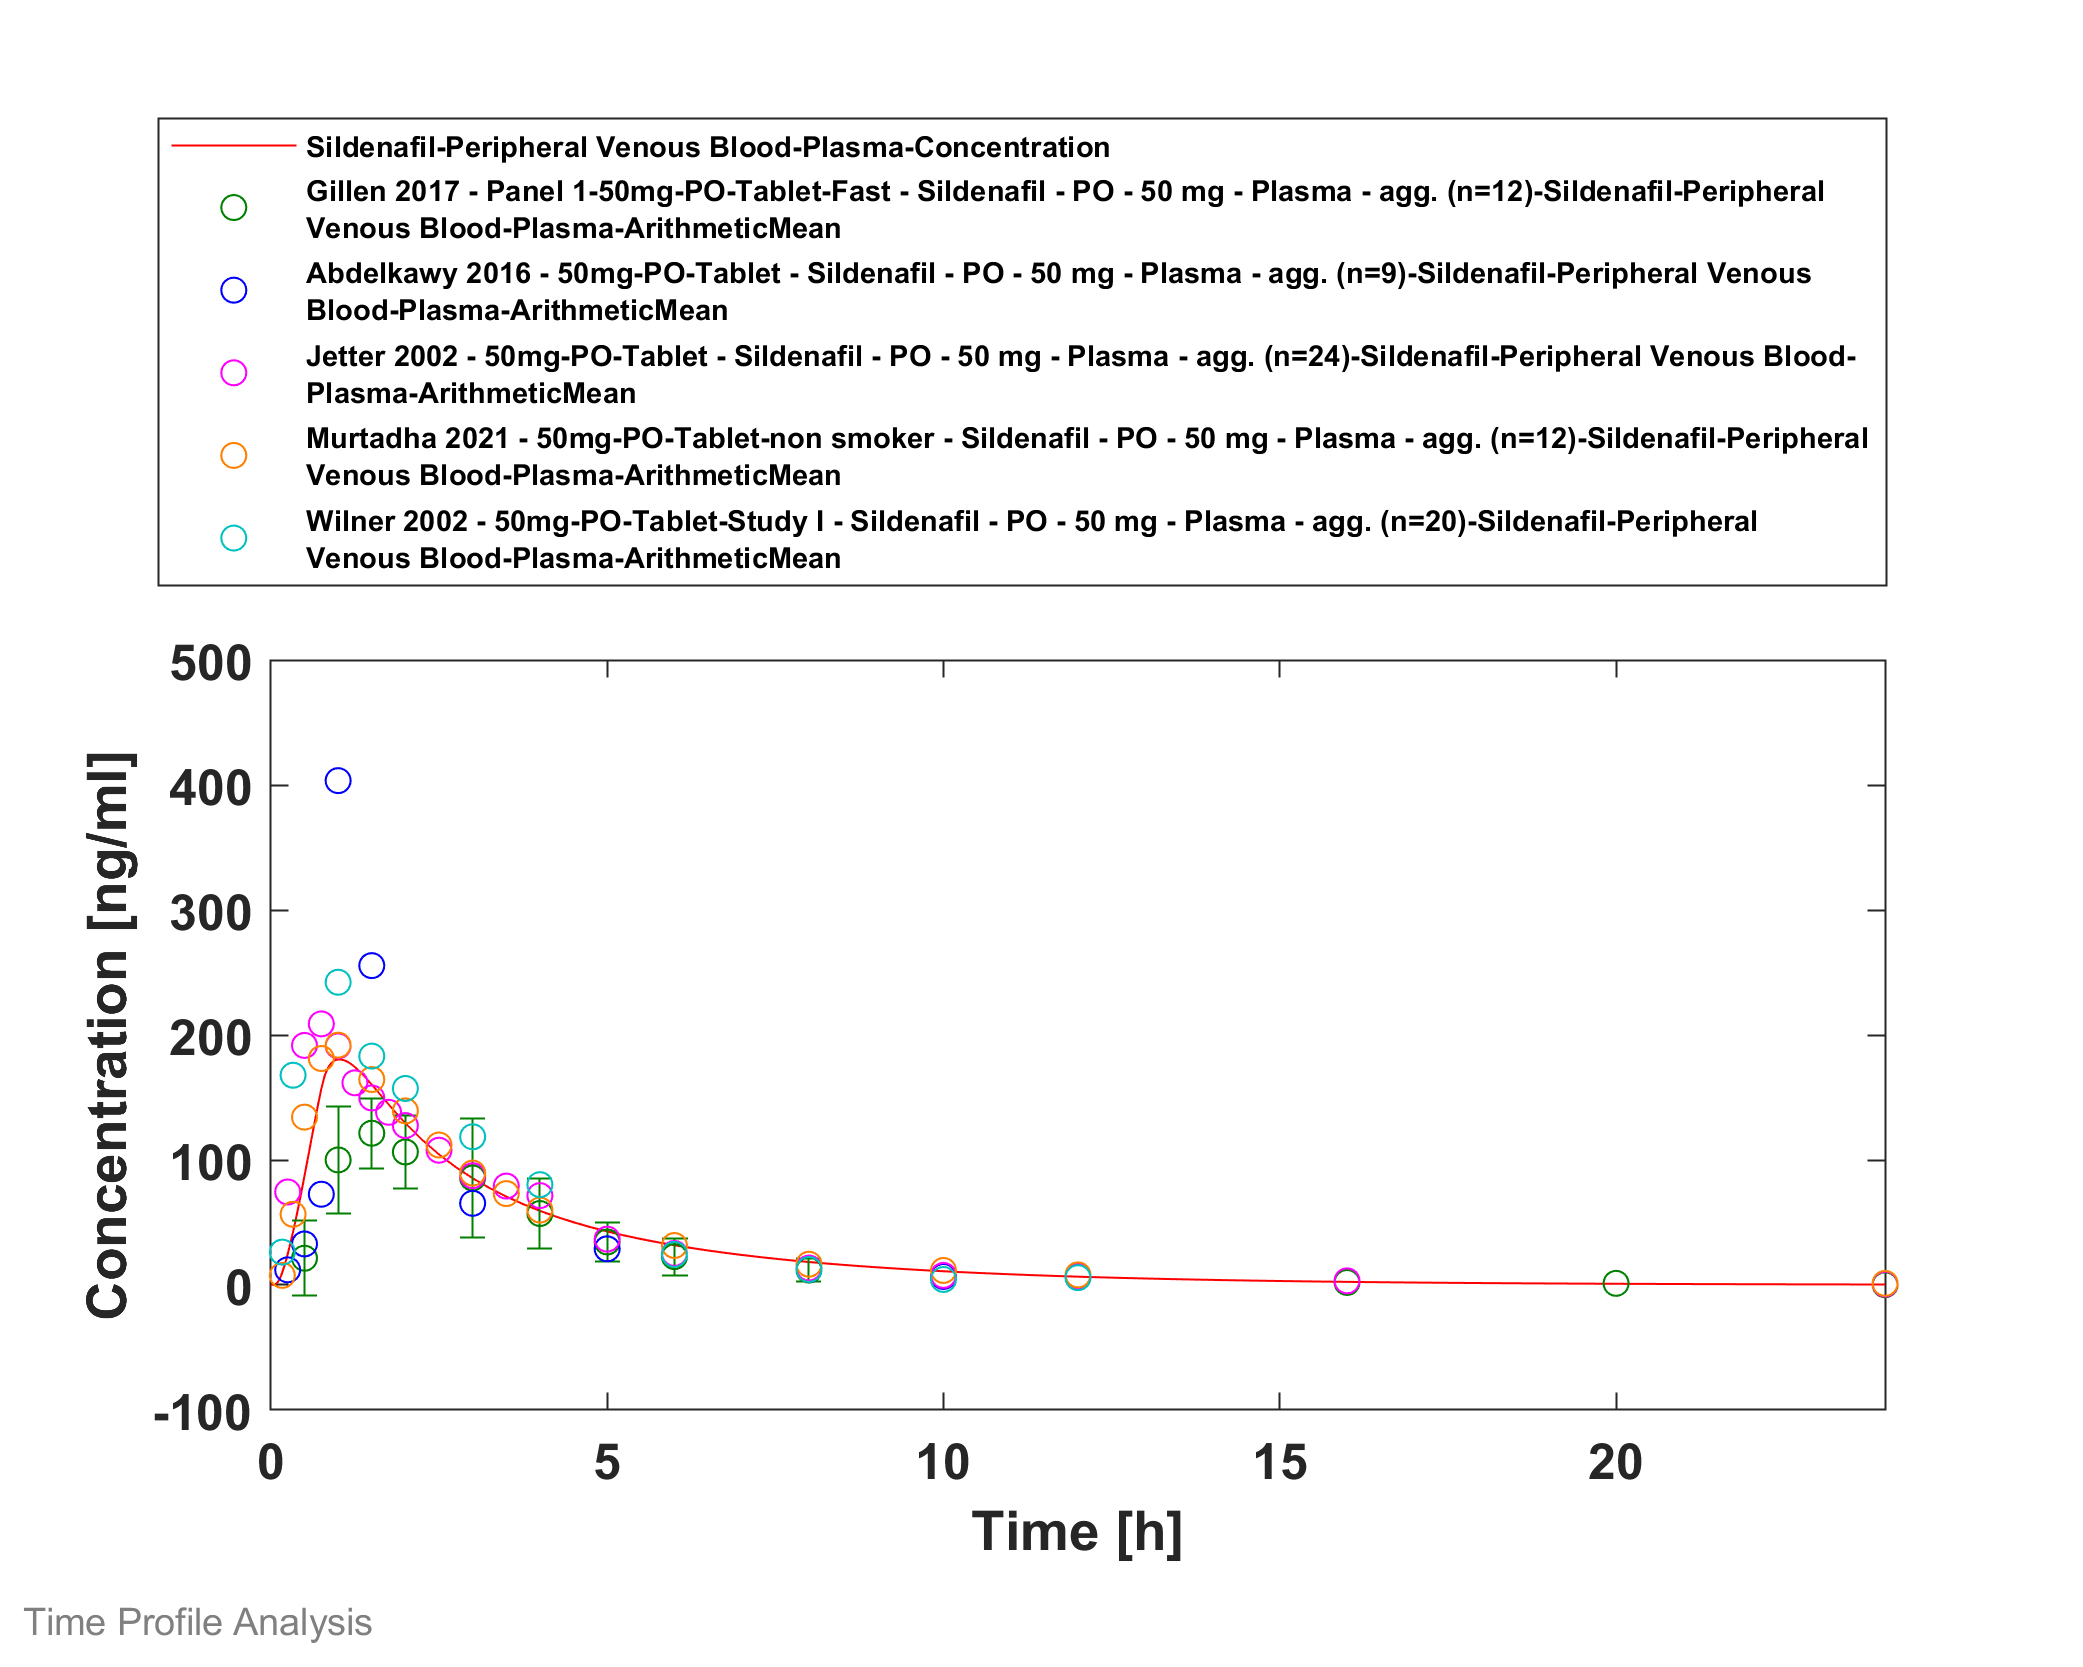 Sildenafil-Peripheral Venous Blood-Plasma-Concentration
Gillen 2017 - Panel 1-50mg-PO-Tablet-Fast - Sildenafil - PO - 50 mg - Plasma - agg. (n=12)-Sildenafil-Peripheral
Venous Blood-Plasma-ArithmeticMean
Abdelkawy 2016 - 50mg-PO-Tablet - Sildenafil - PO - 50 mg - Plasma - agg. (n=9)-Sildenafil-Peripheral Venous
Blood-Plasma-ArithmeticMean
Jetter 2002 - 50mg-PO-Tablet - Sildenafil - PO - 50 mg - Plasma - agg. (n=24)-Sildenafil-Peripheral Venous Blood-
Plasma-ArithmeticMean
Murtadha 2021 - 50mg-PO-Tablet-non smoker - Sildenafil - PO - 50 mg - Plasma - agg. (n=12)-Sildenafil-Peripheral
Venous Blood-Plasma-ArithmeticMean
Wilner 2002 - 50mg-PO-Tablet-Study I - Sildenafil - PO - 50 mg - Plasma - agg. (n=20)-Sildenafil-Peripheral
Venous Blood-Plasma-ArithmeticMean
500
400
300
200
100
0
-100
Concentration [ng/ml]
0 5 10 15 20
Time [h]
Time Profile Analysis